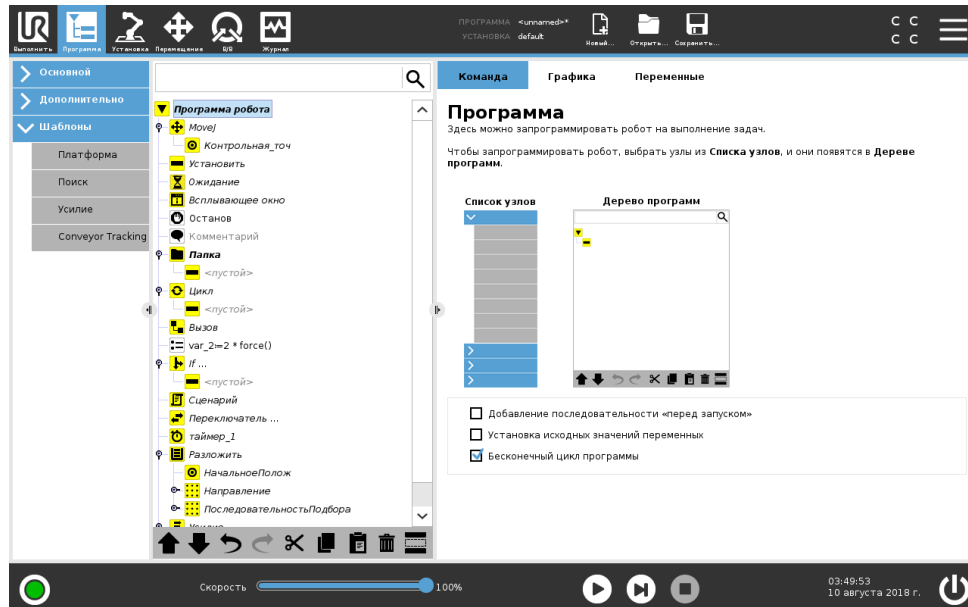 ПРОГРАММА <unnamed>*
УСТАНОВКА default
Выполнить
Программа
Установка
Перемещение
В/В
Журнал
Новый...
Открыть...
Сохранить...
C C
C C
Основной
Дополнительно
Шаблоны
Платформа
Поиск
Усилие
Conveyor Tracking
Программа робота
MoveJ
Контрольная_точ
Установить
Ожидание
Всплывающее окно
Останов
Комментарий
Папка
<пустой>
Цикл
<пустой>
Вызов
var_2≔2 * force()
If ...
<пустой>
Сценарий
Переключатель ...
таймер_1
Разложить
НачальноеПолож
Направление
ПоследовательностьПодбора
Усилие
Команда
Графика
Переменные
Программа
Здесь можно запрограммировать робот на выполнение задач.
Чтобы запрограммировать робот, выбрать узлы из Списка узлов, и они появятся в Дереве
программ.
Список узлов
Дерево программ
Добавление последовательности «перед запуском»
Установка исходных значений переменных
Бесконечный цикл программы
Скорость
100%
03:49:53
10 августа 2018 г.